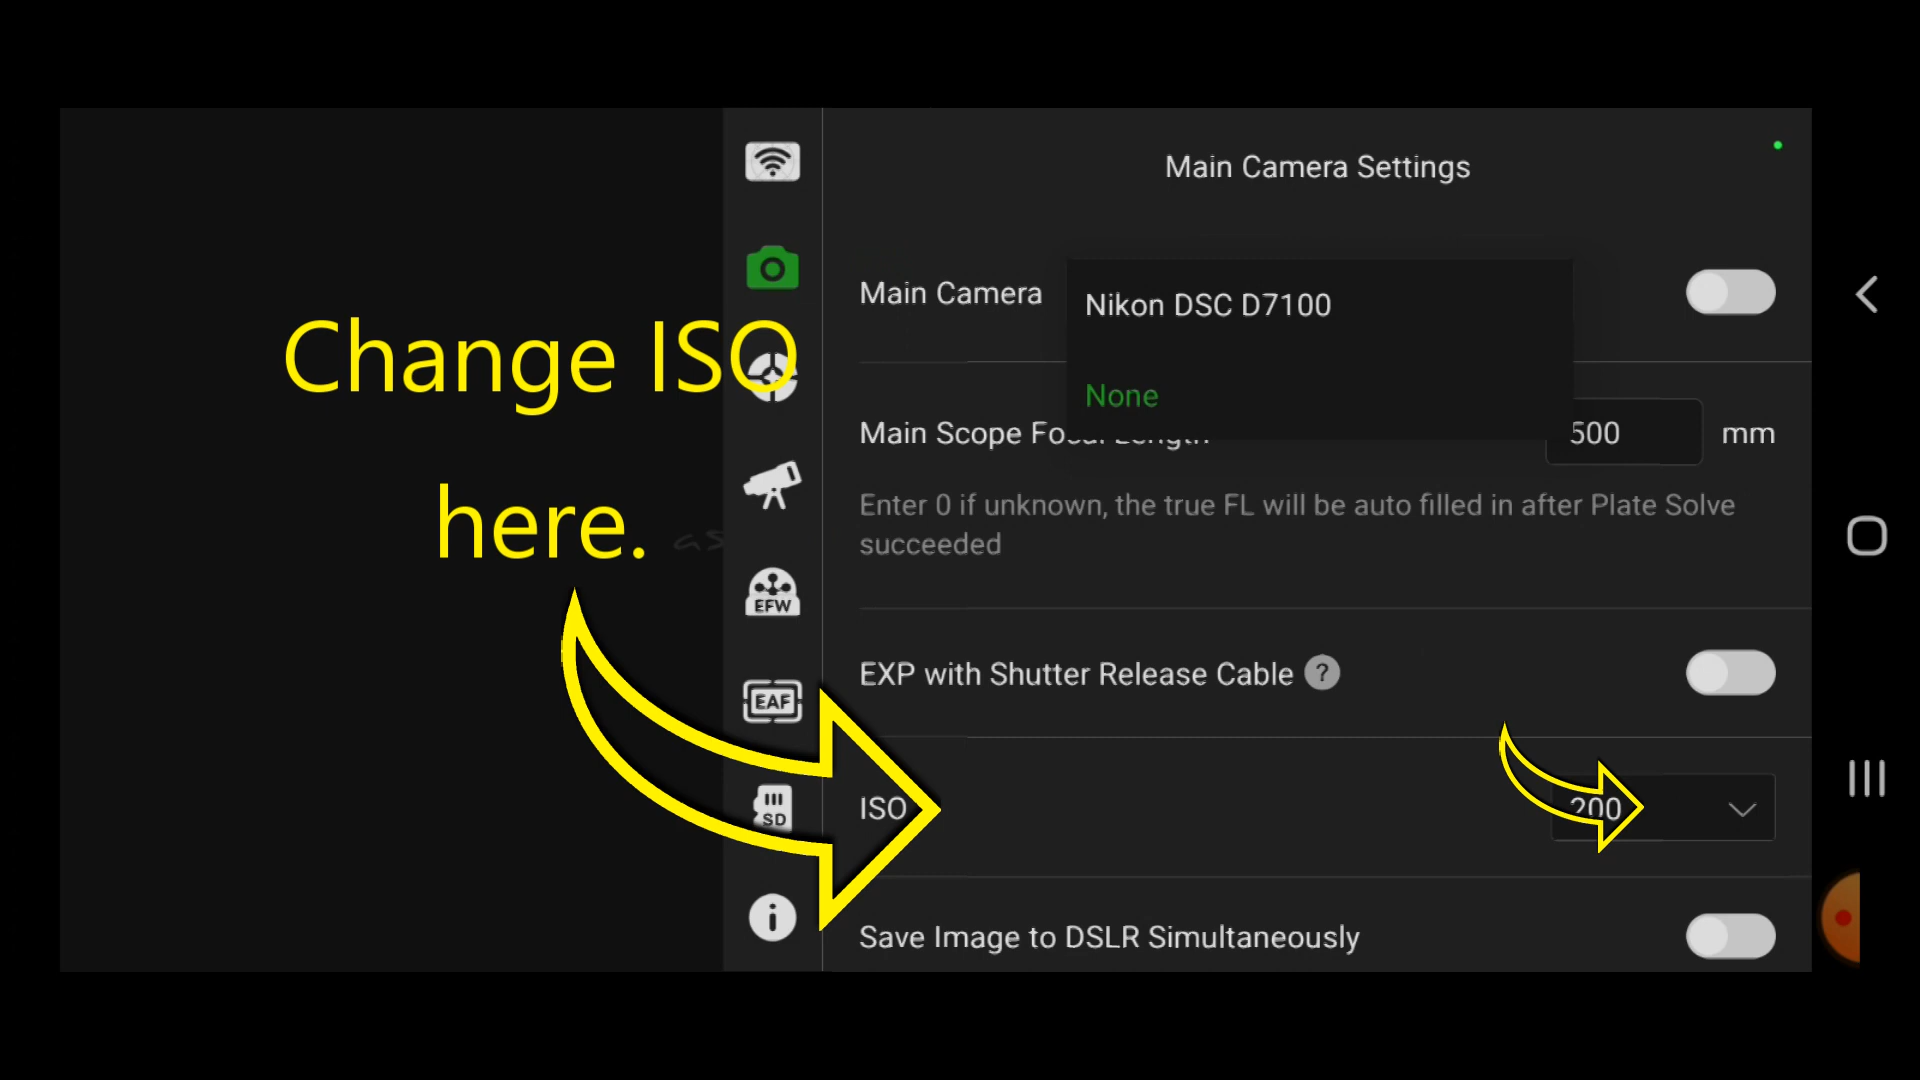 Main Camera Settings
Main Camera
Nikon DSC D7100
None
Change ISO
here.
Main Scope Focal Length
500 mm
Enter 0 if unknown, the true FL will be auto filled in after Plate Solve
succeeded
EFW
EXP with Shutter Release Cable ?
EAF
ISO
200
SD
Save Image to DSLR Simultaneously